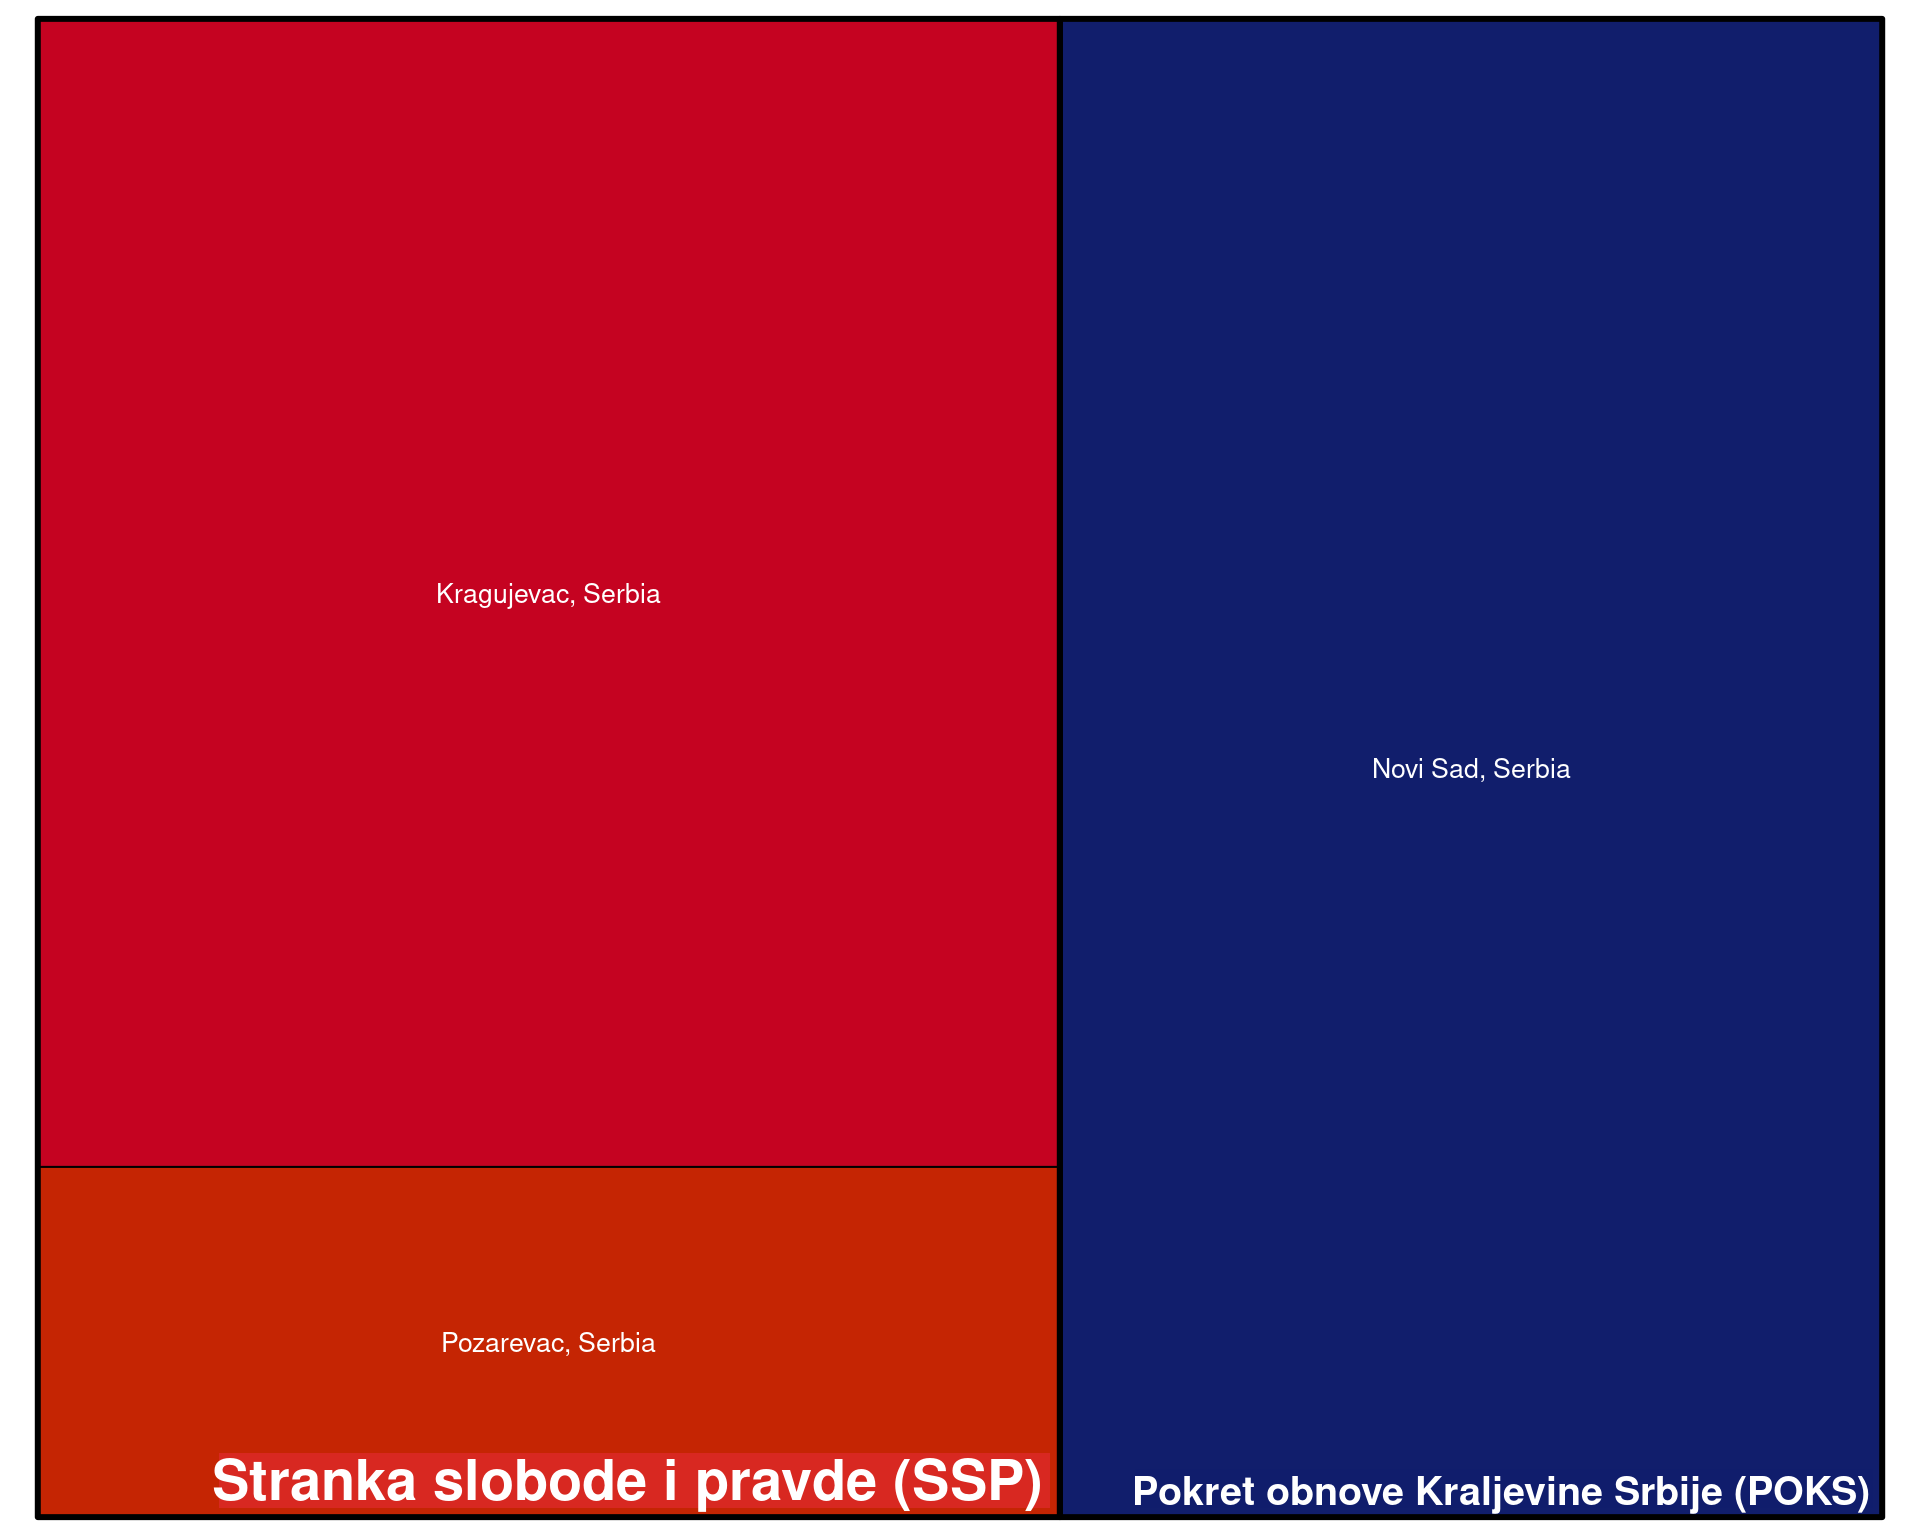 Kragujevac, Serbia
Novi Sad, Serbia
Pozarevac, Serbia
Stranka slobode i pravde (SSP)
Pokret obnove Kraljevine Srbije (POKS)